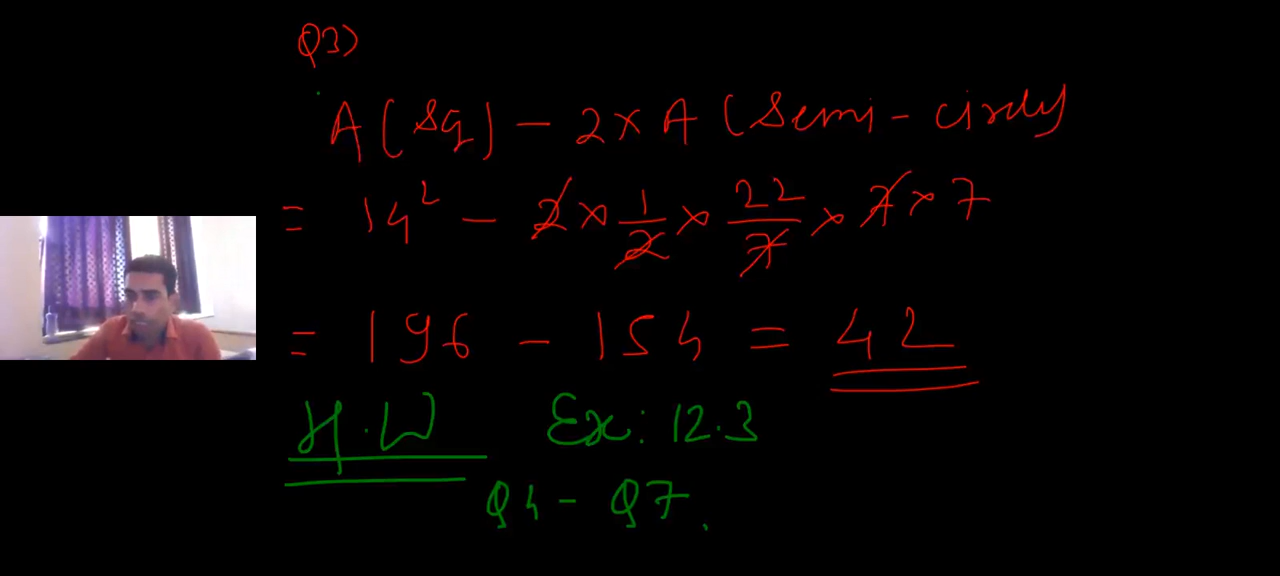 Q3)
A(Sq) - 2×A (Semi-circle)
= 14² - 2 × 1/2 × 22/7 × 7 × 7
= 196 - 154 = 42
H.W Ex: 12.3
Q4 - Q7.